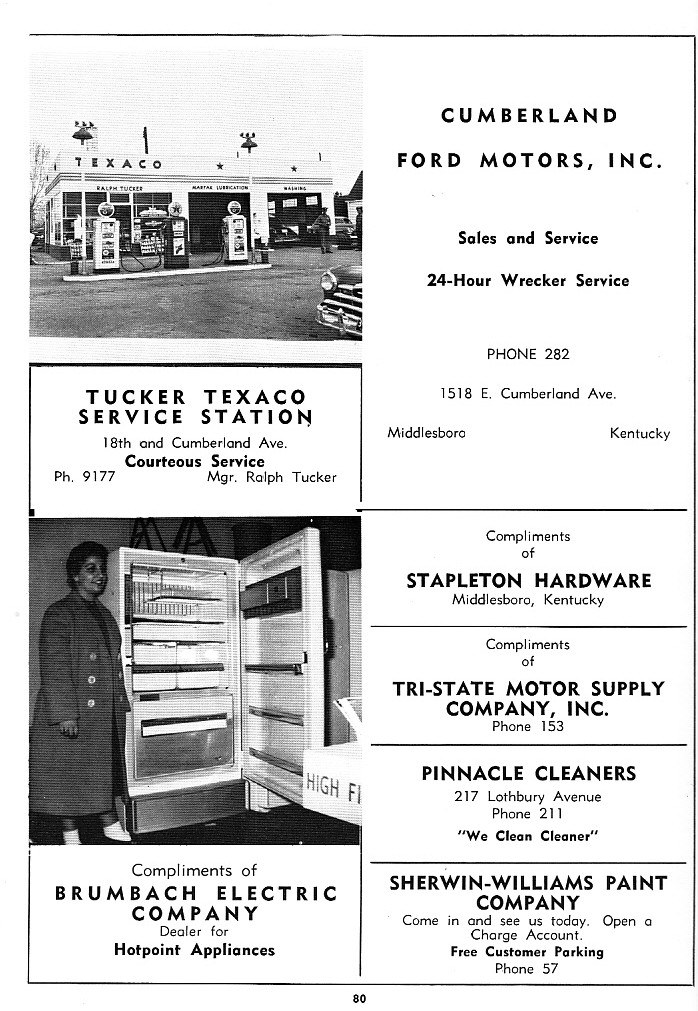 TEXACO
RALPH TUCKER
MARFAK LUBRICATION
WASHING
TUCKER TEXACO
SERVICE STATION
18th and Cumberland Ave.
Courteous Service
Ph. 9177 Mgr. Ralph Tucker
HIGH FI
Compliments of
BRUMBACH ELECTRIC
COMPANY
Dealer for
Hotpoint Appliances
CUMBERLAND
FORD MOTORS, INC.
Sales and Service
24-Hour Wrecker Service
PHONE 282
1518 E. Cumberland Ave.
Middlesboro Kentucky
Compliments
of
STAPLETON HARDWARE
Middlesboro, Kentucky
Compliments
of
TRI-STATE MOTOR SUPPLY
COMPANY, INC.
Phone 153
PINNACLE CLEANERS
217 Lothbury Avenue
Phone 211
"We Clean Cleaner"
SHERWIN-WILLIAMS PAINT
COMPANY
Come in and see us today. Open a
Charge Account.
Free Customer Parking
Phone 57
80